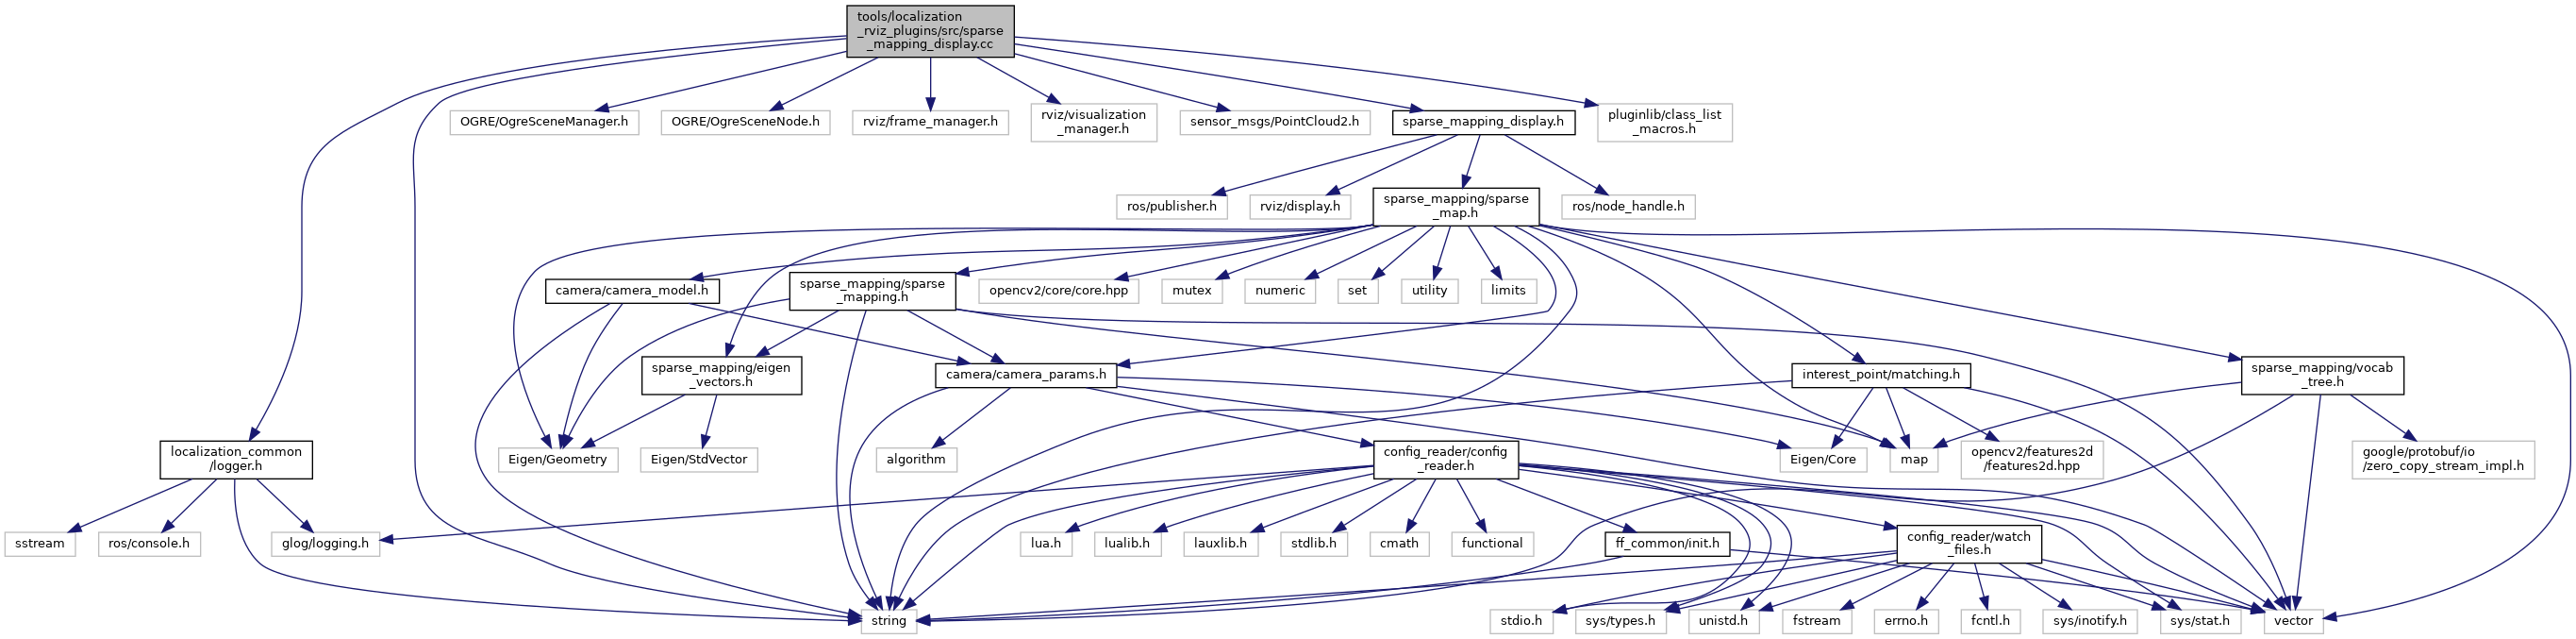 tools/localization
_rviz_plugins/src/sparse
_mapping_display.cc
OGRE/OgreSceneManager.h
OGRE/OgreSceneNode.h
rviz/frame_manager.h
rviz/visualization
_manager.h
sensor_msgs/PointCloud2.h
sparse_mapping_display.h
pluginlib/class_list
_macros.h
ros/publisher.h
rviz/display.h
sparse_mapping/sparse
_map.h
ros/node_handle.h
camera/camera_model.h
sparse_mapping/sparse
_mapping.h
opencv2/core/core.hpp
mutex
numeric
set
utility
limits
sparse_mapping/eigen
_vectors.h
camera/camera_params.h
interest_point/matching.h
sparse_mapping/vocab
_tree.h
localization_common
/logger.h
Eigen/Geometry
Eigen/StdVector
algorithm
config_reader/config
_reader.h
Eigen/Core
map
opencv2/features2d
/features2d.hpp
google/protobuf/io
/zero_copy_stream_impl.h
sstream
ros/console.h
glog/logging.h
lua.h
lualib.h
lauxlib.h
stdlib.h
cmath
functional
ff_common/init.h
config_reader/watch
_files.h
string
stdio.h
sys/types.h
unistd.h
fstream
errno.h
fcntl.h
sys/inotify.h
sys/stat.h
vector